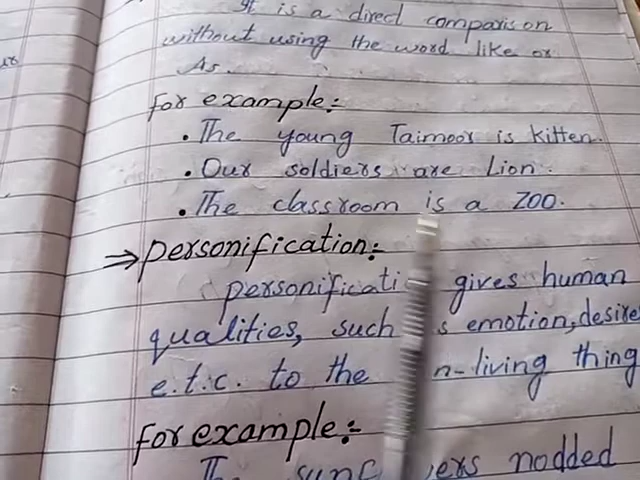 It is a direct comparison
without using the word like or
As.
for example:-
• The young Taimoor is kitten.
• Our soldiers are Lion.
• The classroom is a ZOO.
⇒ personification:-
personificati gives human
qualities, such s emotion, desire
e.t.c. to the n-living thing
for example:-
nodded